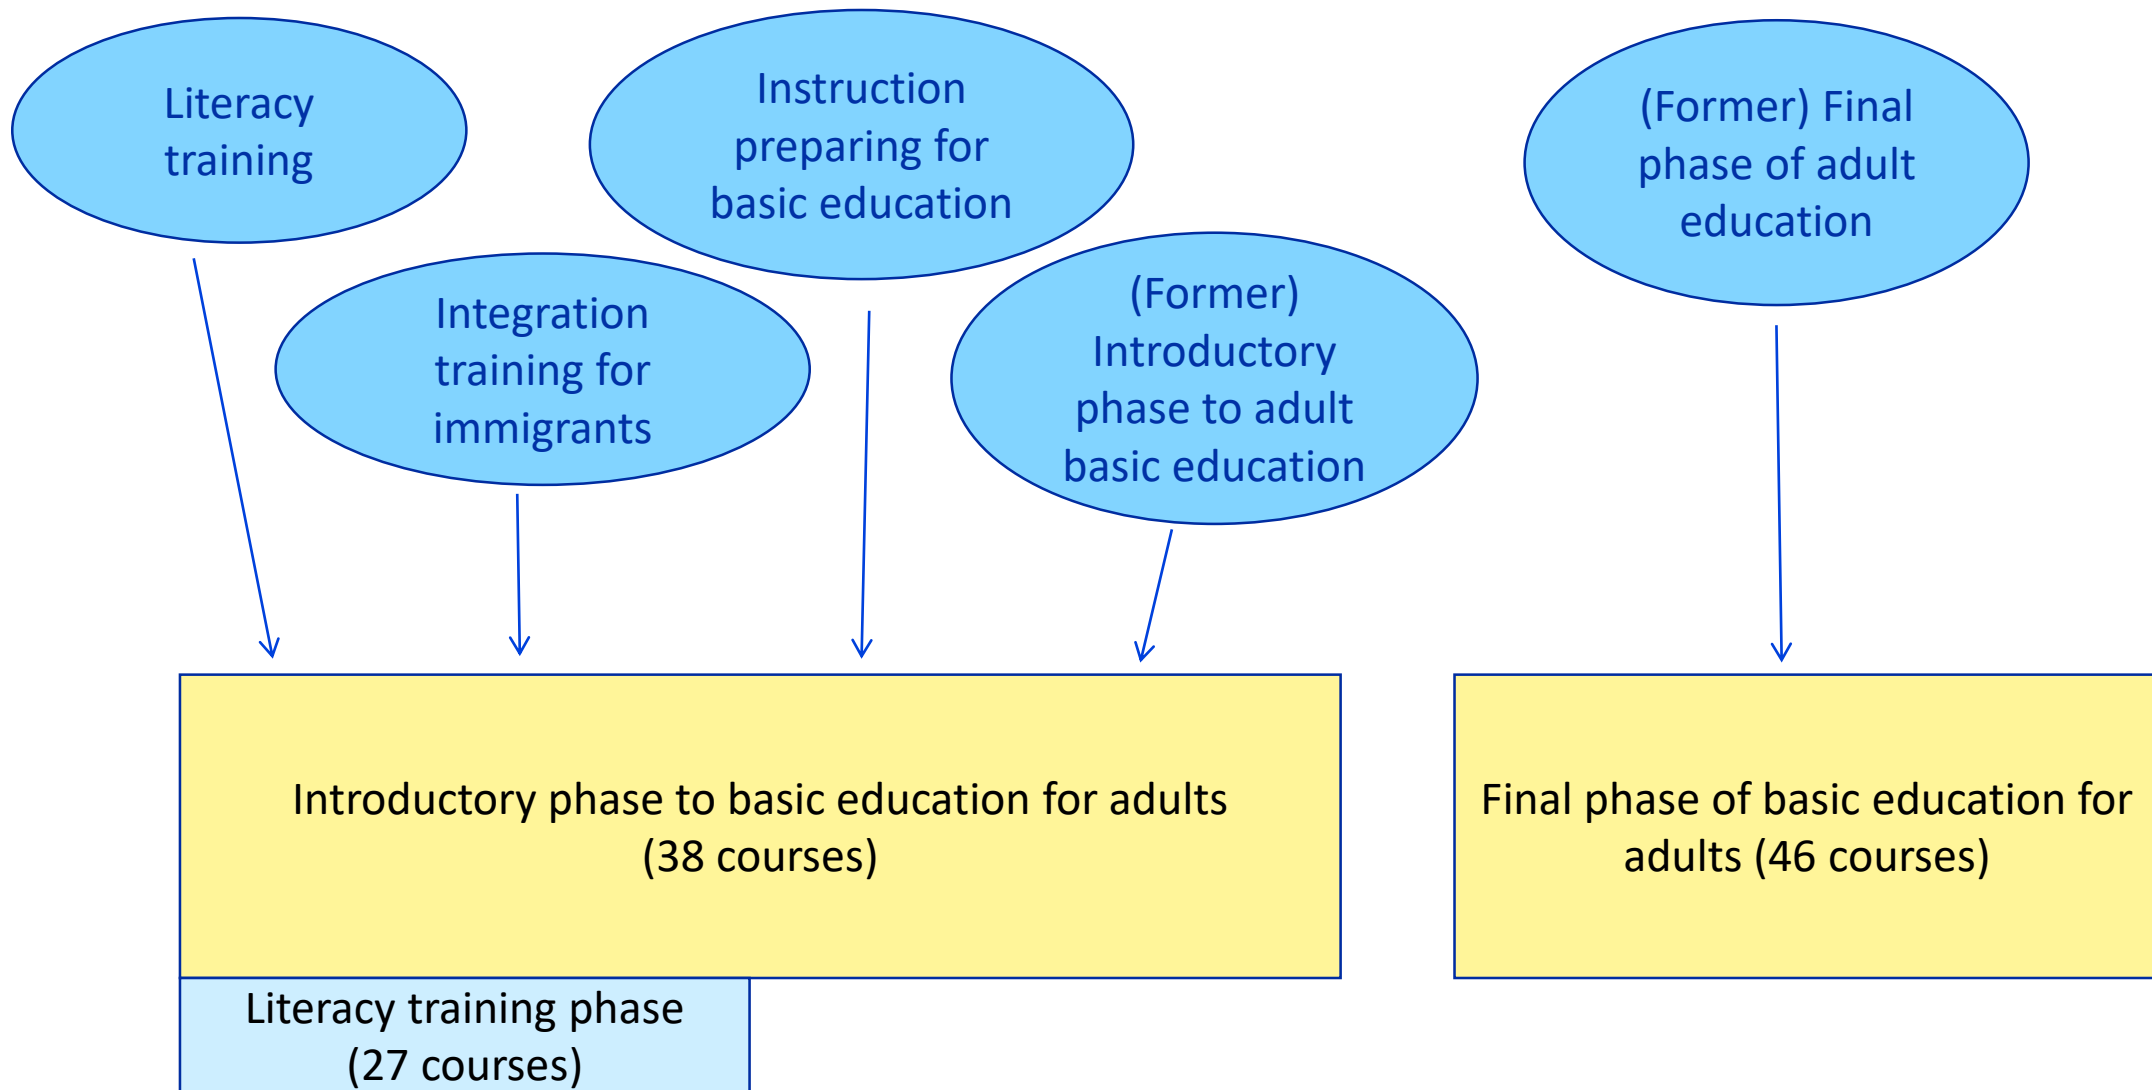 Literacy
training
Instruction
preparing for
basic education
(Former) Final
phase of adult
education
Integration
training for
immigrants
(Former)
Introductory
phase to adult
basic education
Introductory phase to basic education for adults
(38 courses)
Final phase of basic education for
adults (46 courses)
Literacy training phase
(27 courses)